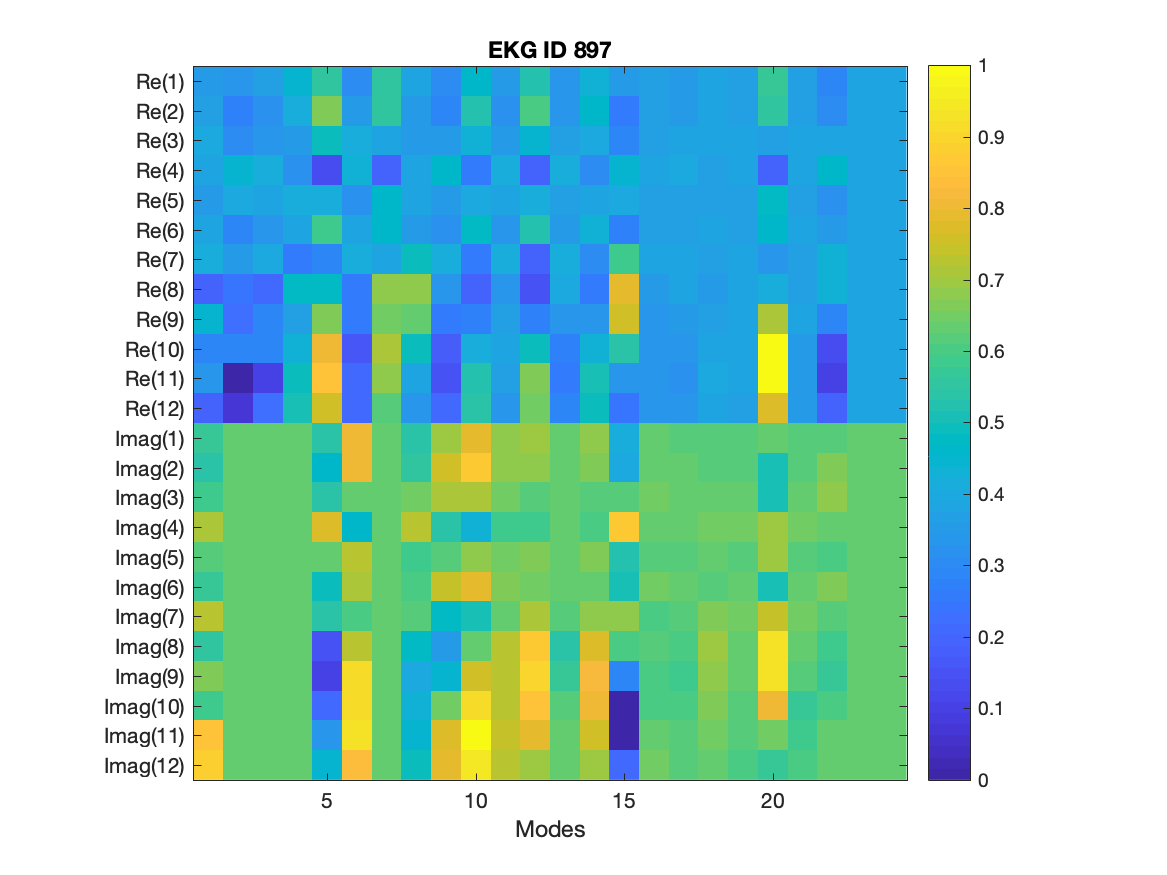 EKG ID 897
Re(1)
Re(2)
Re(3)
Re(4)
Re(5)
Re(6)
Re(7)
Re(8)
Re(9)
Re(10)
Re(11)
Re(12)
Imag(1)
Imag(2)
Imag(3)
Imag(4)
Imag(5)
Imag(6)
Imag(7)
Imag(8)
Imag(9)
Imag(10)
Imag(11)
Imag(12)
5 10 15 20
Modes
1
0.9
0.8
0.7
0.6
0.5
0.4
0.3
0.2
0.1
0